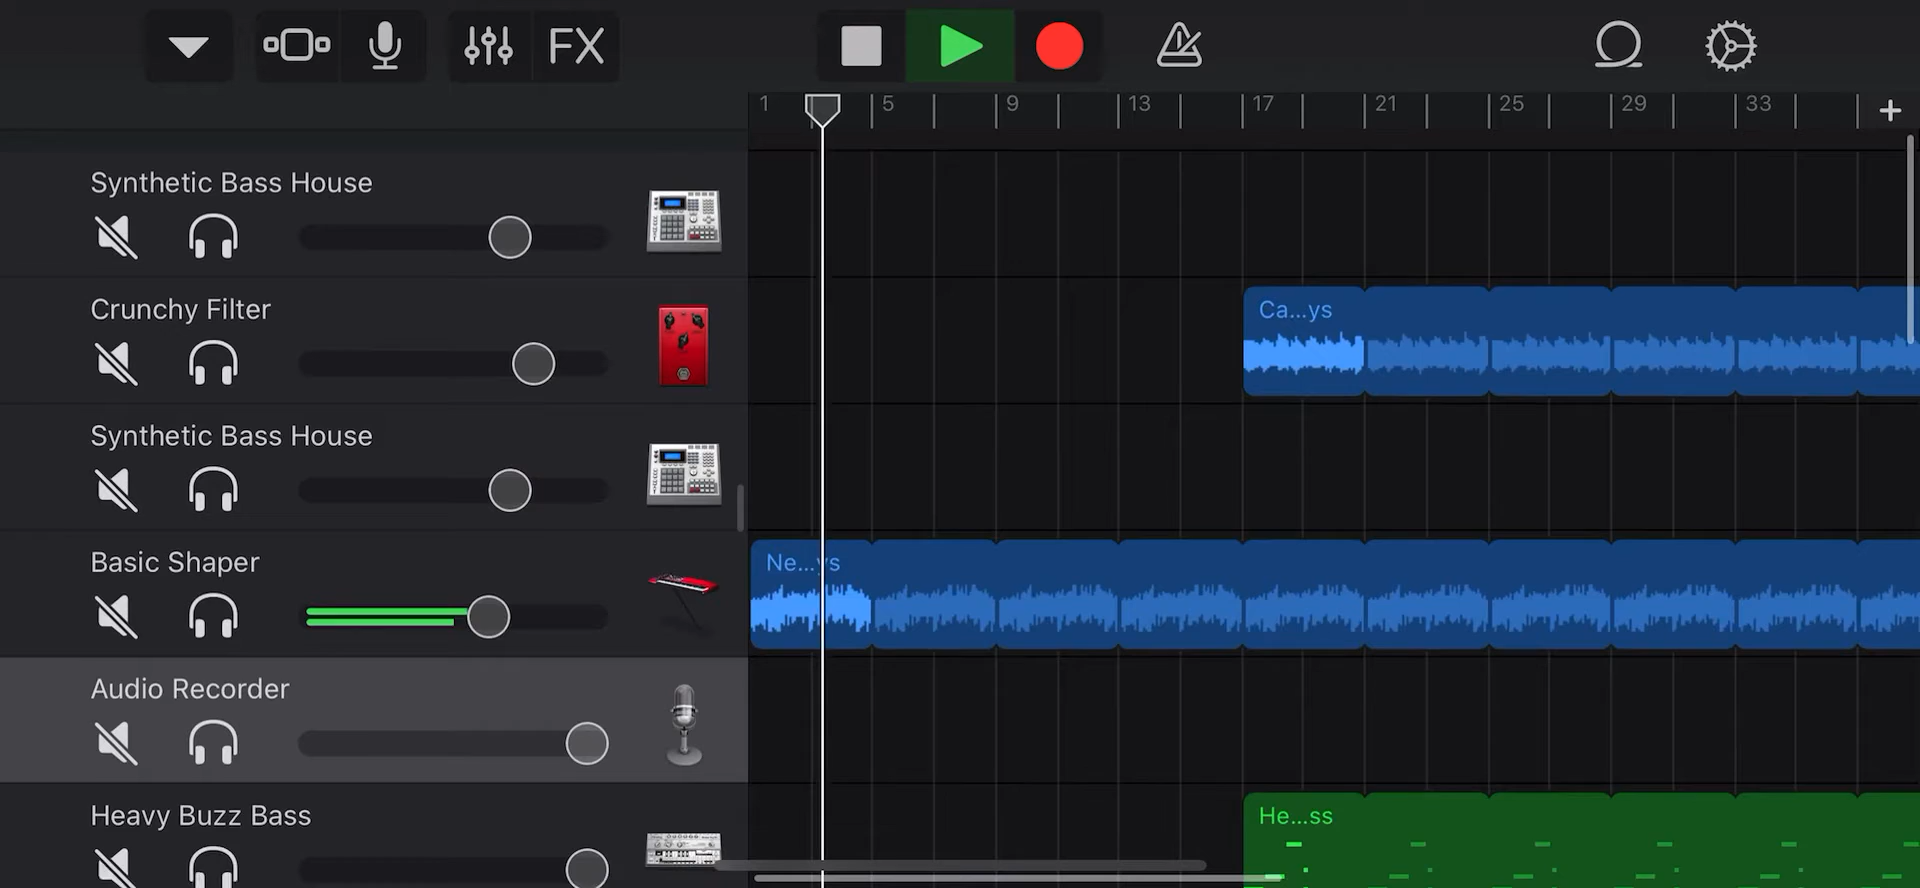 FX
1 5 9 13 17 21 25 29 33 +
Synthetic Bass House
Crunchy Filter
Ca...ys
Synthetic Bass House
Basic Shaper
Ne...ys
Audio Recorder
Heavy Buzz Bass
He...ss